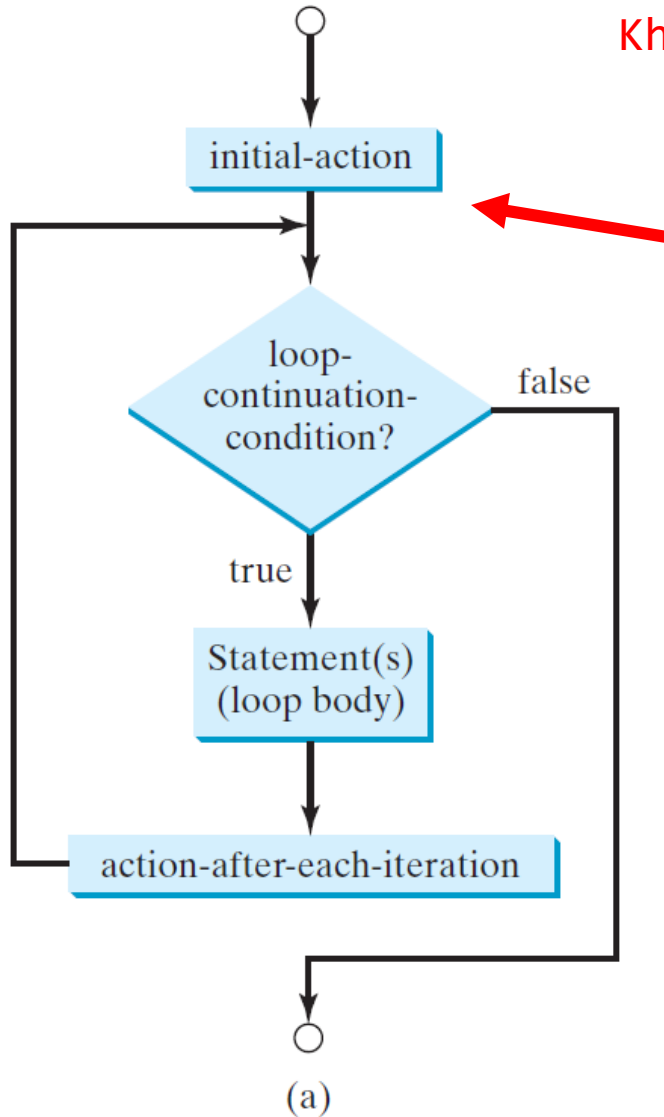 Kh
initial-action
loop-
continuation-
condition?
false
true
Statement(s)
(loop body)
action-after-each-iteration
(a)